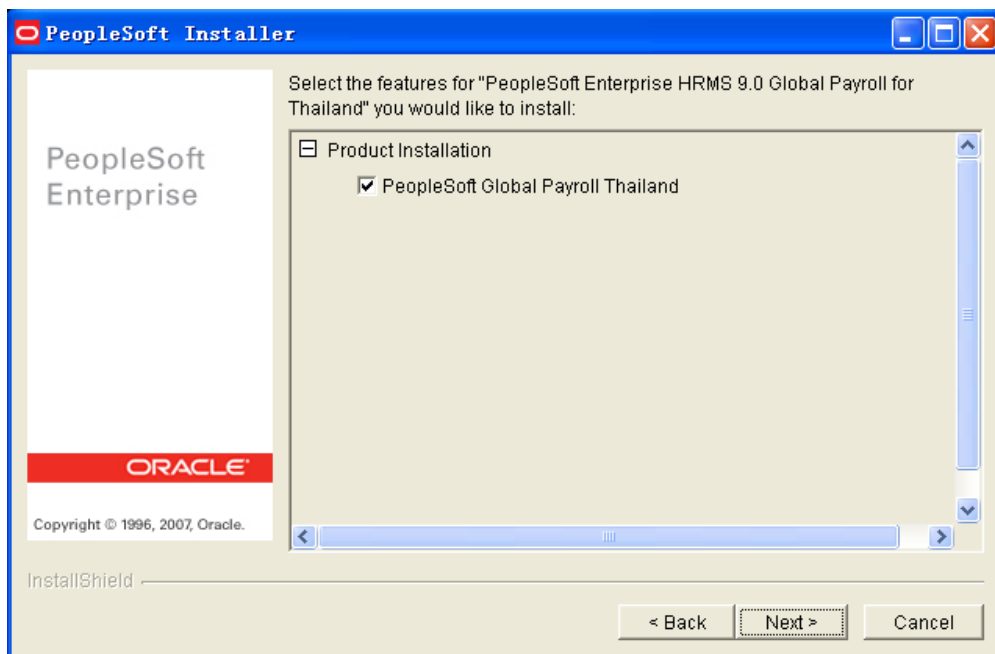 PeopleSoft Installer
Select the features for "PeopleSoft Enterprise HRMS 9.0 Global Payroll for
Thailand" you would like to install:
PeopleSoft
Enterprise
Product Installation
PeopleSoft Global Payroll Thailand
ORACLE
Copyright © 1996, 2007, Oracle.
InstallShield
< Back
Next >
Cancel